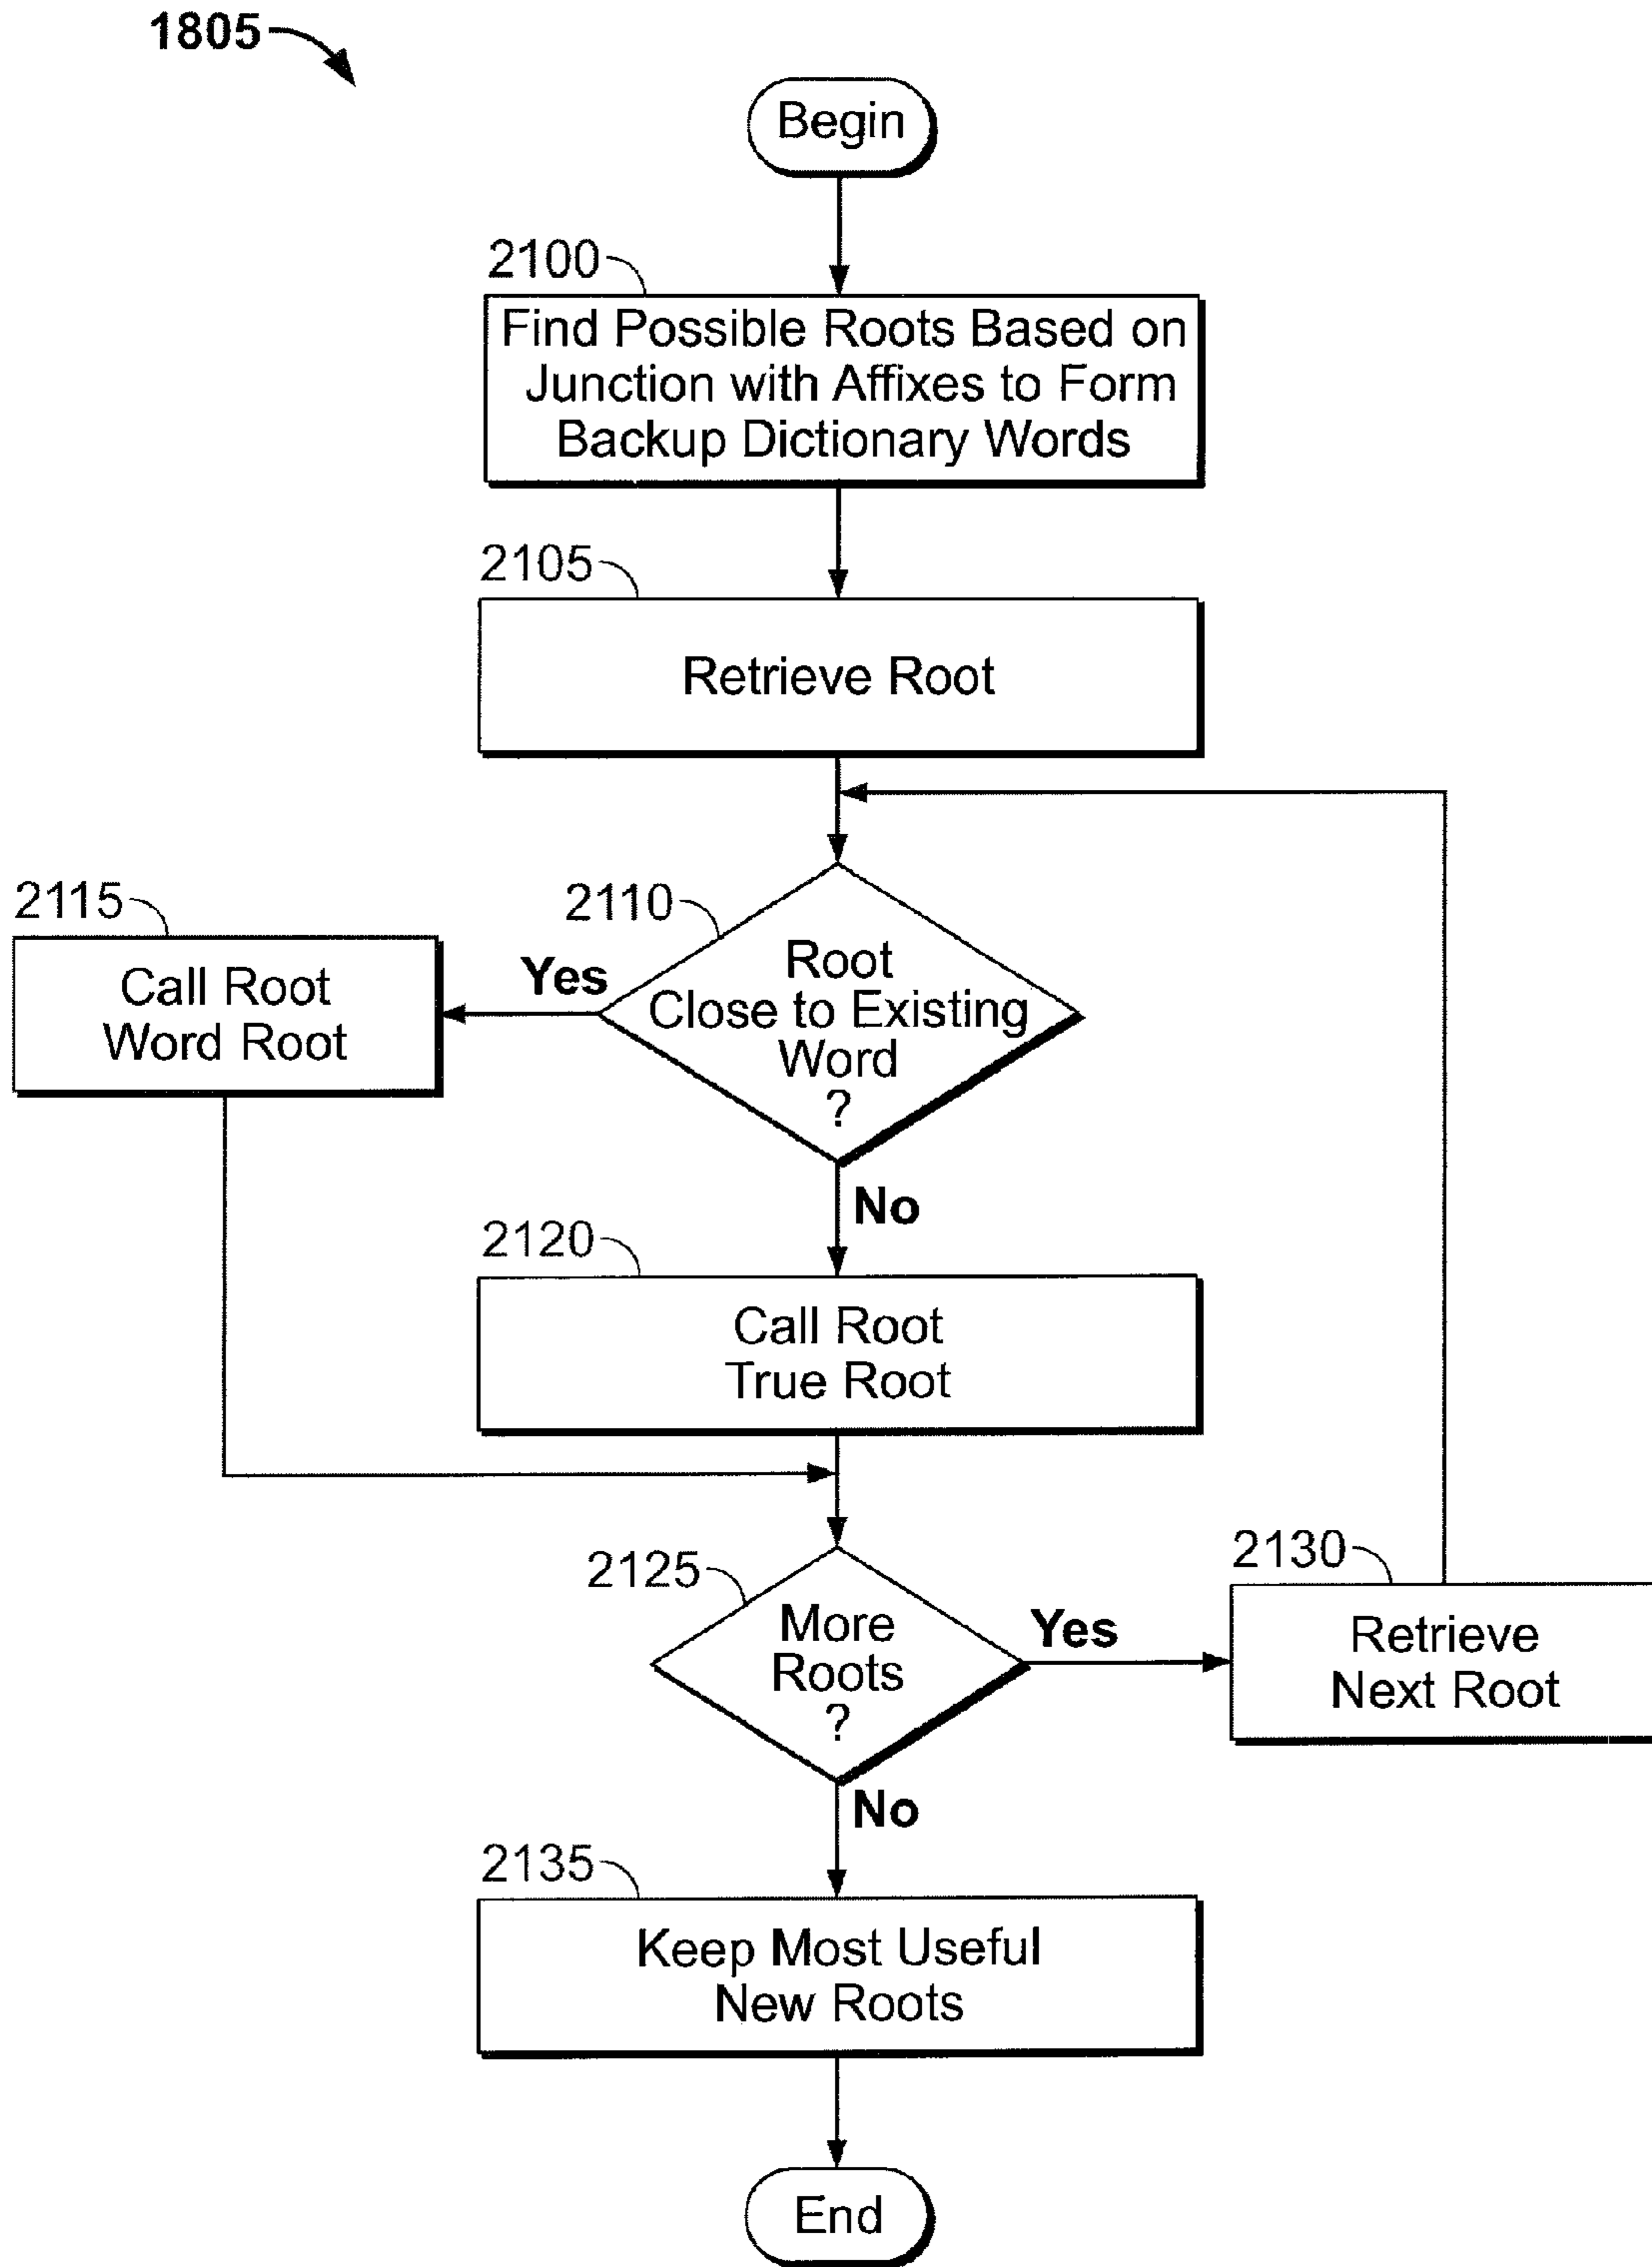 1805
Begin
2100
Find Possible Roots Based on
Junction with Affixes to Form
Backup Dictionary Words
2105
Retrieve Root
2110
Root
Close to Existing
Word
?
Yes
2115
Call Root
Word Root
No
2120
Call Root
True Root
2125
More
Roots
?
Yes
2130
Retrieve
Next Root
No
2135
Keep Most Useful
New Roots
End